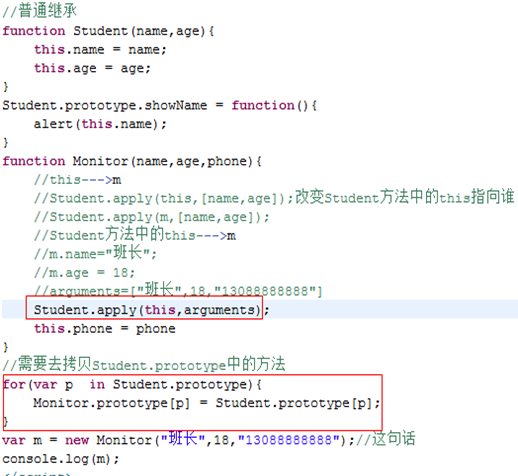 //普通继承
function Student(name,age){
this.name = name;
this.age = age;
}
Student.prototype.showName = function(){
alert(this.name);
}
function Monitor(name,age,phone){
//this--->m
//Student.apply(this,[name,age]);改变Student方法中的this指向谁
//Student.apply(m,[name,age]);
//Student方法中的this--->m
//m.name="班长";
//m.age = 18;
//arguments=["班长",18,"13088888888"]
Student.apply(this,arguments);
this.phone = phone
}
//需要去拷贝Student.prototype中的方法
for(var p  in Student.prototype){
Monitor.prototype[p] = Student.prototype[p];
}
var m = new Monitor("班长",18,"13088888888");//这句话
console.log(m);